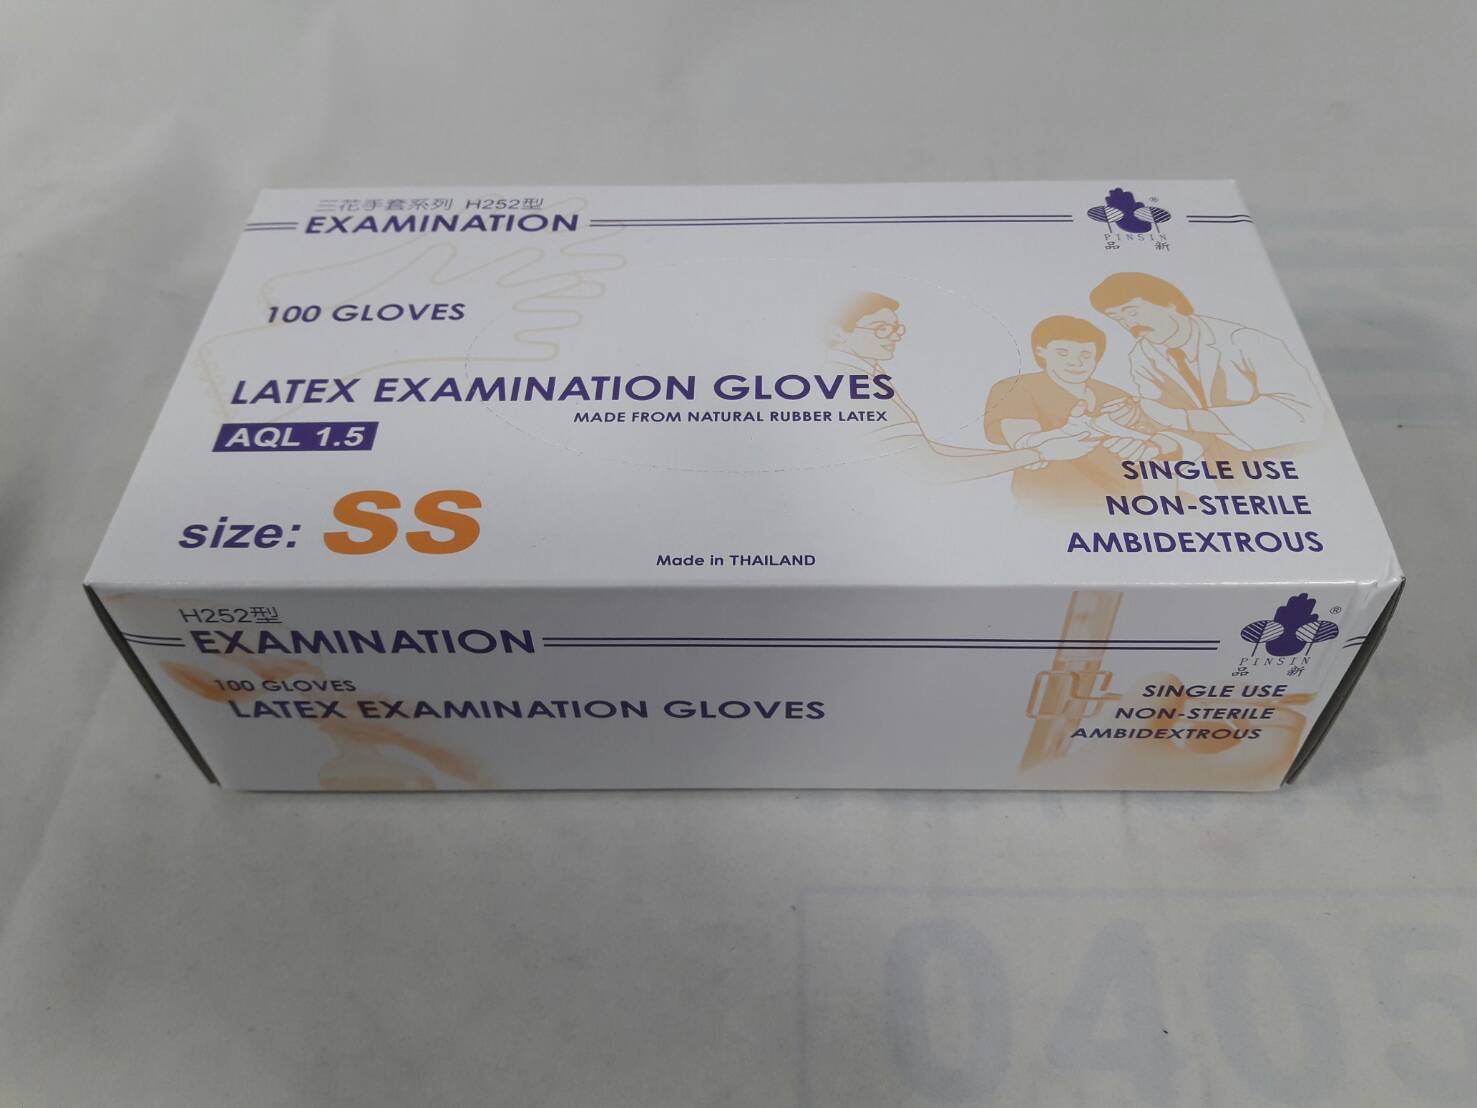 三花手套系列 H252型
EXAMINATION
®
PINSIN
品 新
100 GLOVES
LATEX EXAMINATION GLOVES
MADE FROM NATURAL RUBBER LATEX
AQL 1.5
SINGLE USE
NON-STERILE
AMBIDEXTROUS
size: SS
Made in THAILAND
H252型
EXAMINATION
®
PINSIN
品 新
100 GLOVES
LATEX EXAMINATION GLOVES
SINGLE USE
NON-STERILE
AMBIDEXTROUS
0405